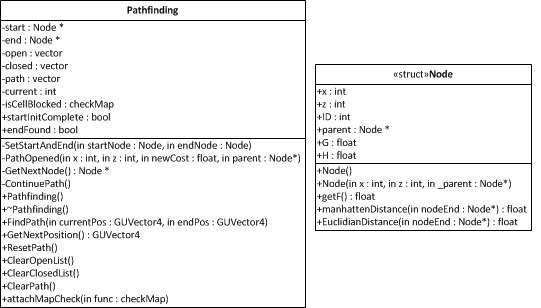 Pathfinding
-start : Node *
-end : Node *
-open : vector
-closed : vector
-path : vector
-current : int
-isCellBlocked : checkMap
+startInitComplete : bool
+endFound : bool
-SetStartAndEnd(in startNode : Node, in endNode : Node)
-PathOpened(in x : int, in z : int, in newCost : float, in parent : Node*)
-GetNextNode() : Node *
-ContinuePath()
+Pathfinding()
+~Pathfinding()
+FindPath(in currentPos : GUVector4, in endPos : GUVector4)
+GetNextPosition() : GUVector4
+ResetPath()
+ClearOpenList()
+ClearClosedList()
+ClearPath()
+attachMapCheck(in func : checkMap)
«struct»Node
+x : int
+z : int
+ID : int
+parent : Node *
+G : float
+H : float
+Node()
+Node(in x : int, in z : int, in _parent : Node*)
+getF() : float
+manhattenDistance(in nodeEnd : Node*) : float
+EuclidianDistance(in nodeEnd : Node*) : float